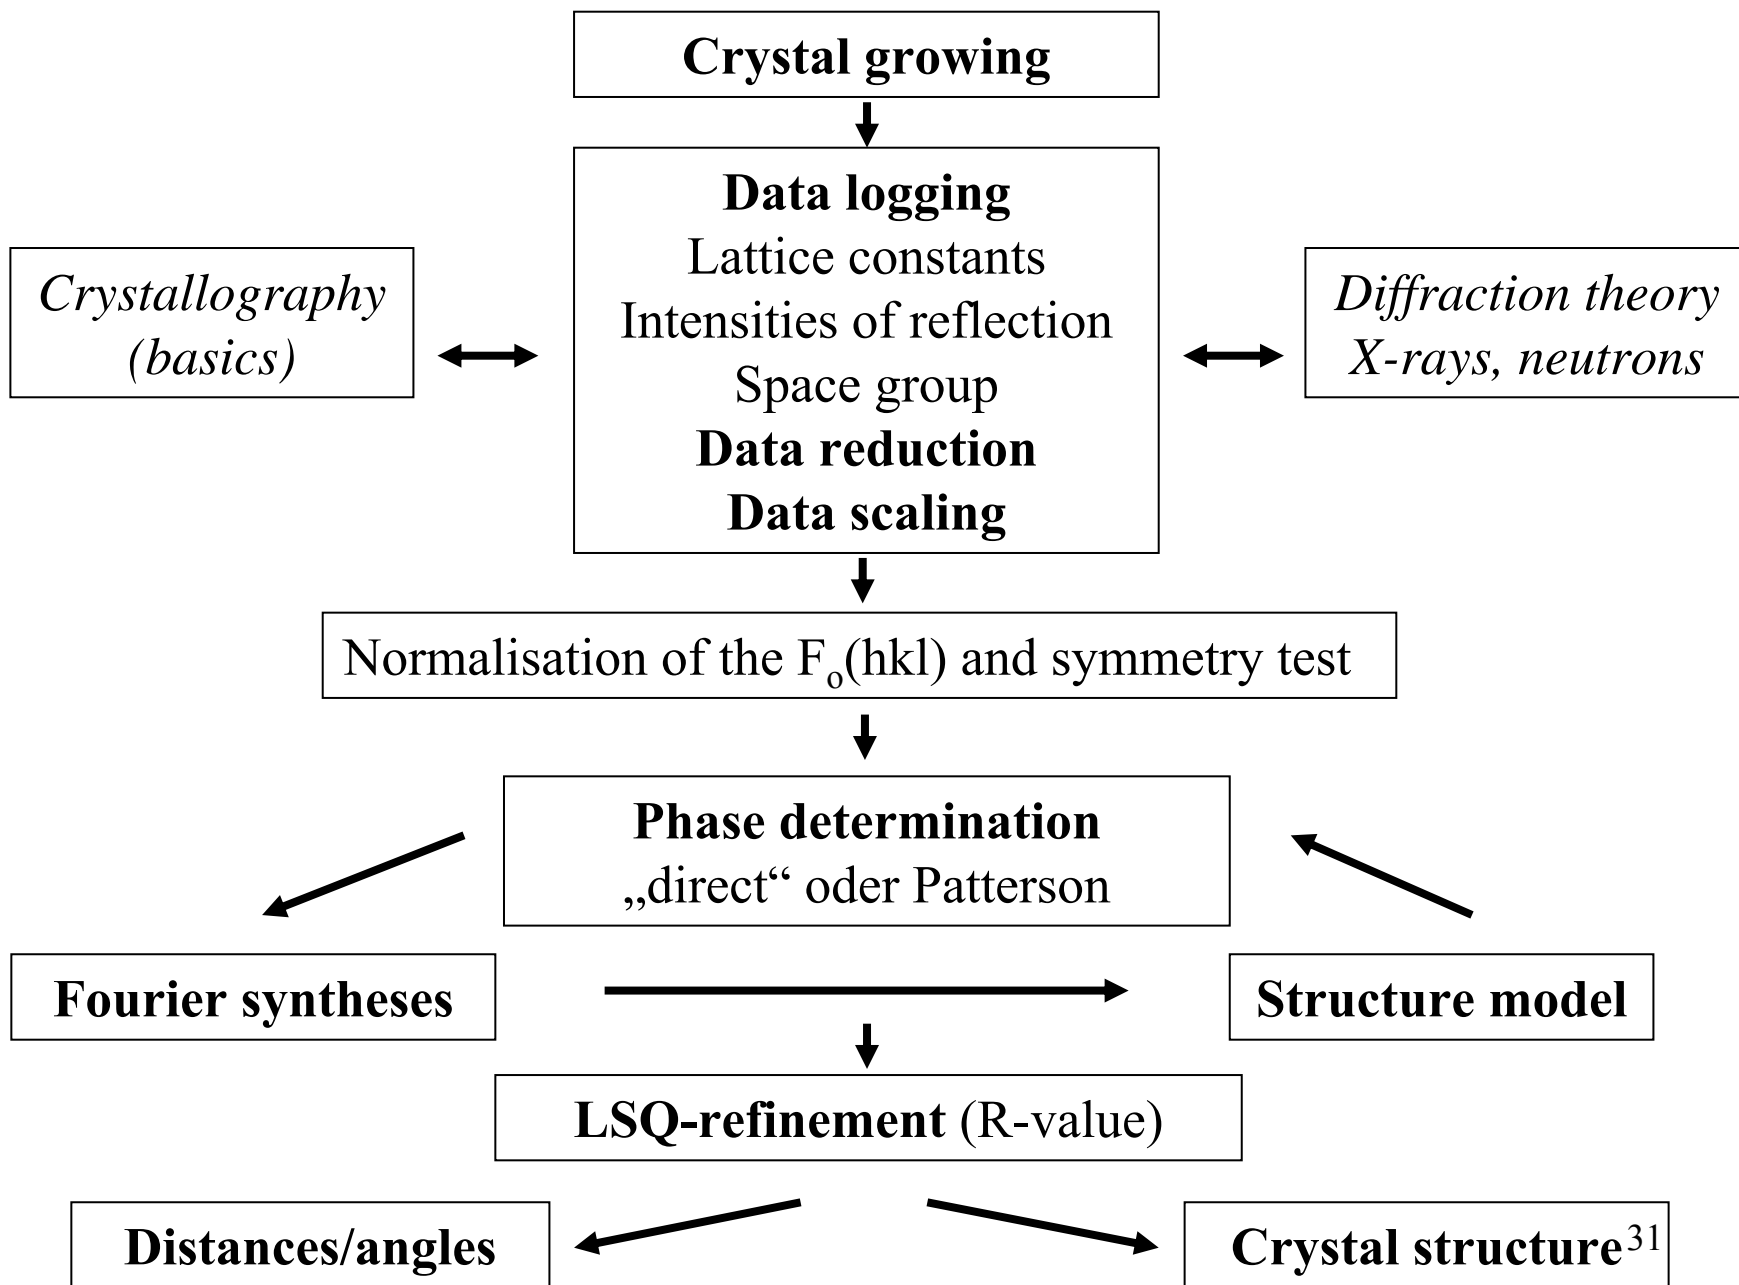 Crystal growing
Data logging
Lattice constants
Intensities of reflection
Space group
Data reduction
Data scaling
Crystallography
(basics)
Diffraction theory
X-rays, neutrons
Normalisation of the Fo(hkl) and symmetry test
Phase determination
„direct“ oder Patterson
Fourier syntheses
Structure model
LSQ-refinement (R-value)
Distances/angles
Crystal structure
31